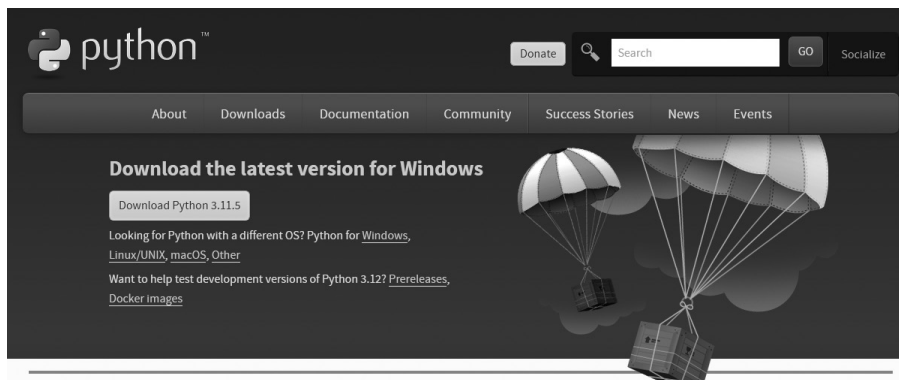 python™
Donate
Search
GO
Socialize
About Downloads Documentation Community Success Stories News Events
Download the latest version for Windows
Download Python 3.11.5
Looking for Python with a different OS? Python for Windows,
Linux/UNIX, macOS, Other
Want to help test development versions of Python 3.12? Prereleases,
Docker images